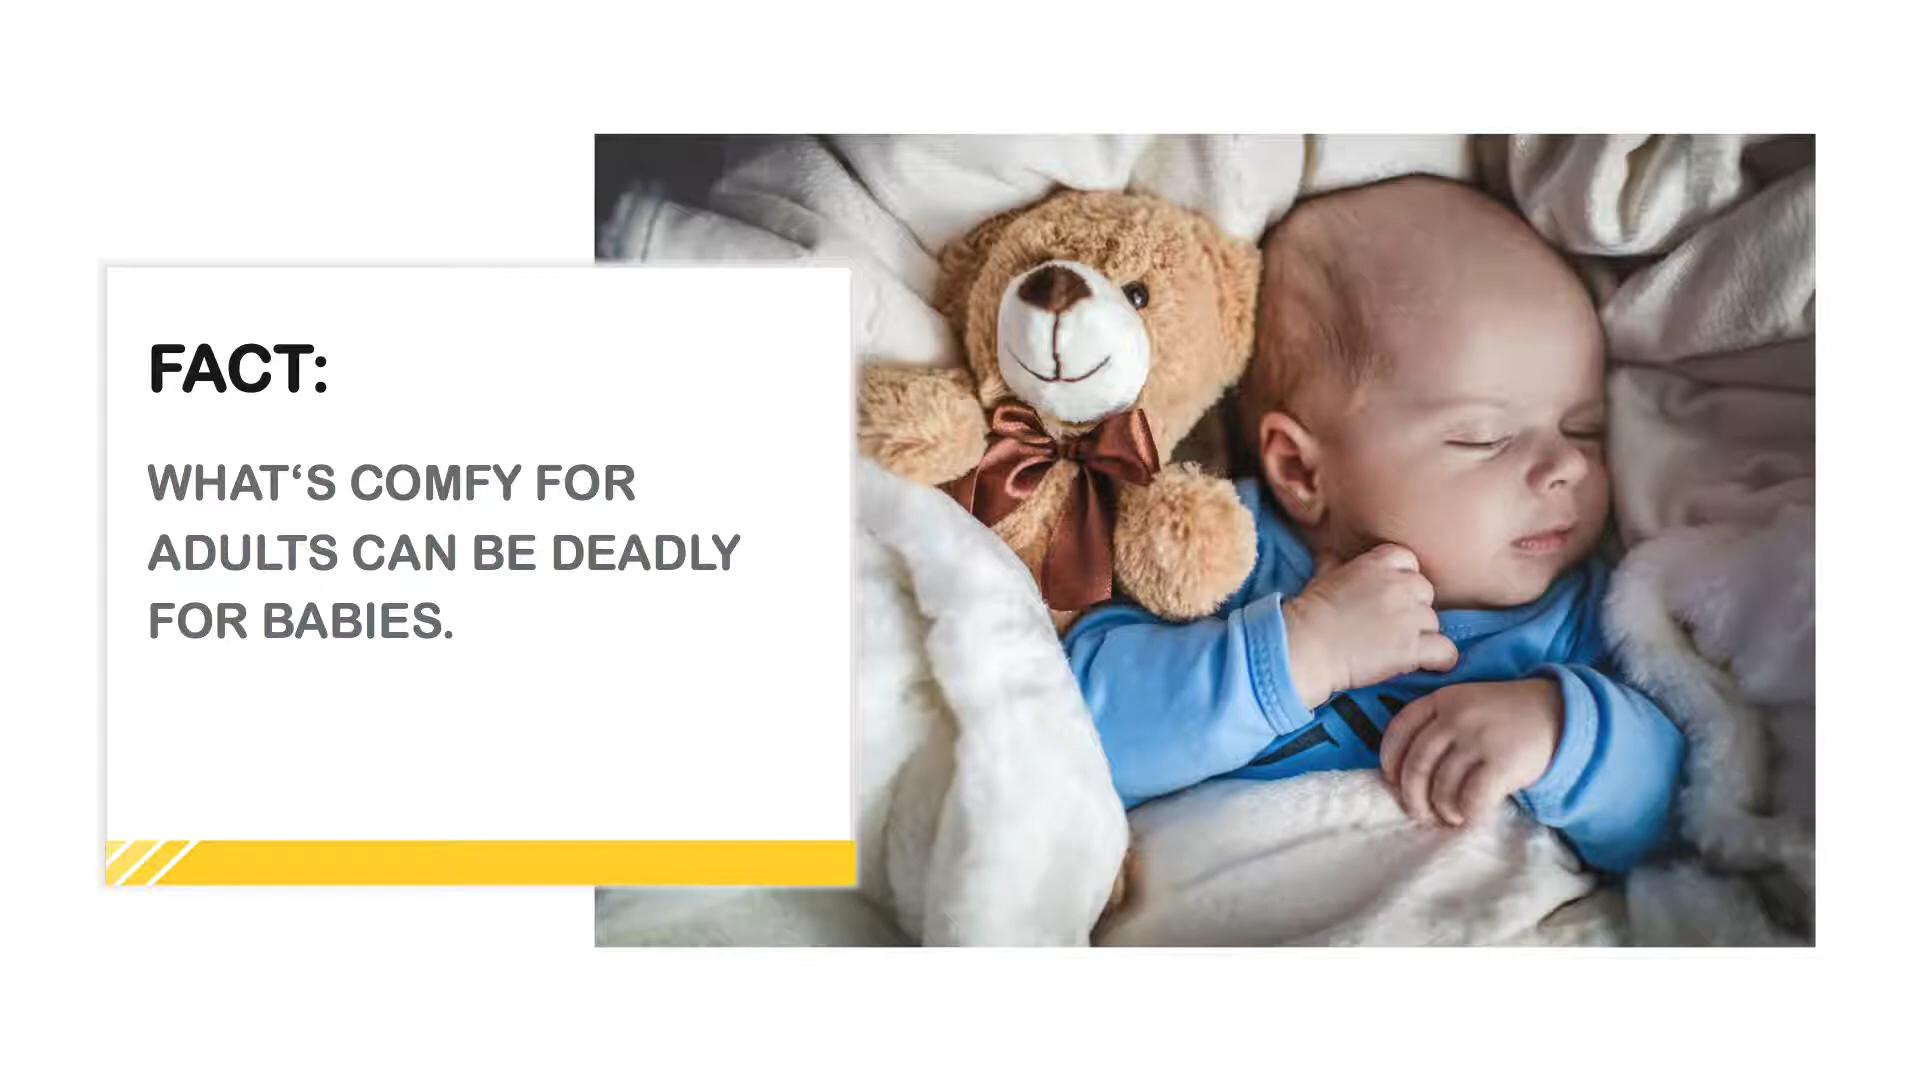 FACT:
WHAT‘S COMFY FOR
ADULTS CAN BE DEADLY
FOR BABIES.